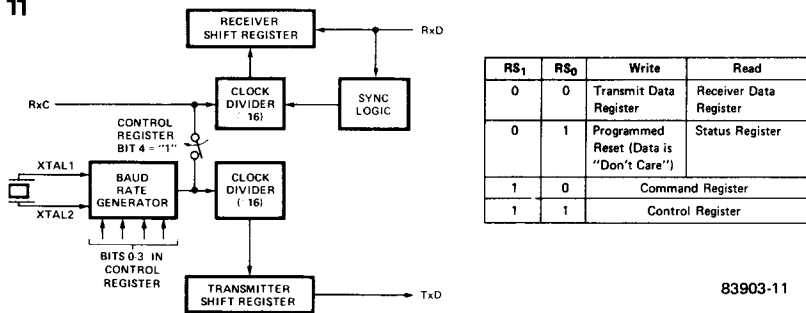 11
RECEIVER
SHIFT REGISTER
RxD
RxC
CLOCK
DIVIDER
(÷16)
SYNC
LOGIC
CONTROL
REGISTER
BIT 4 = "1"
XTAL1
XTAL2
BAUD
RATE
GENERATOR
CLOCK
DIVIDER
(÷16)
BITS 0-3 IN
CONTROL
REGISTER
TRANSMITTER
SHIFT REGISTER
TxD
RS1 RS0 Write Read
0 0 Transmit Data Register Receiver Data Register
0 1 Programmed Reset (Data is "Don't Care") Status Register
1 0 Command Register
1 1 Control Register
83903-11